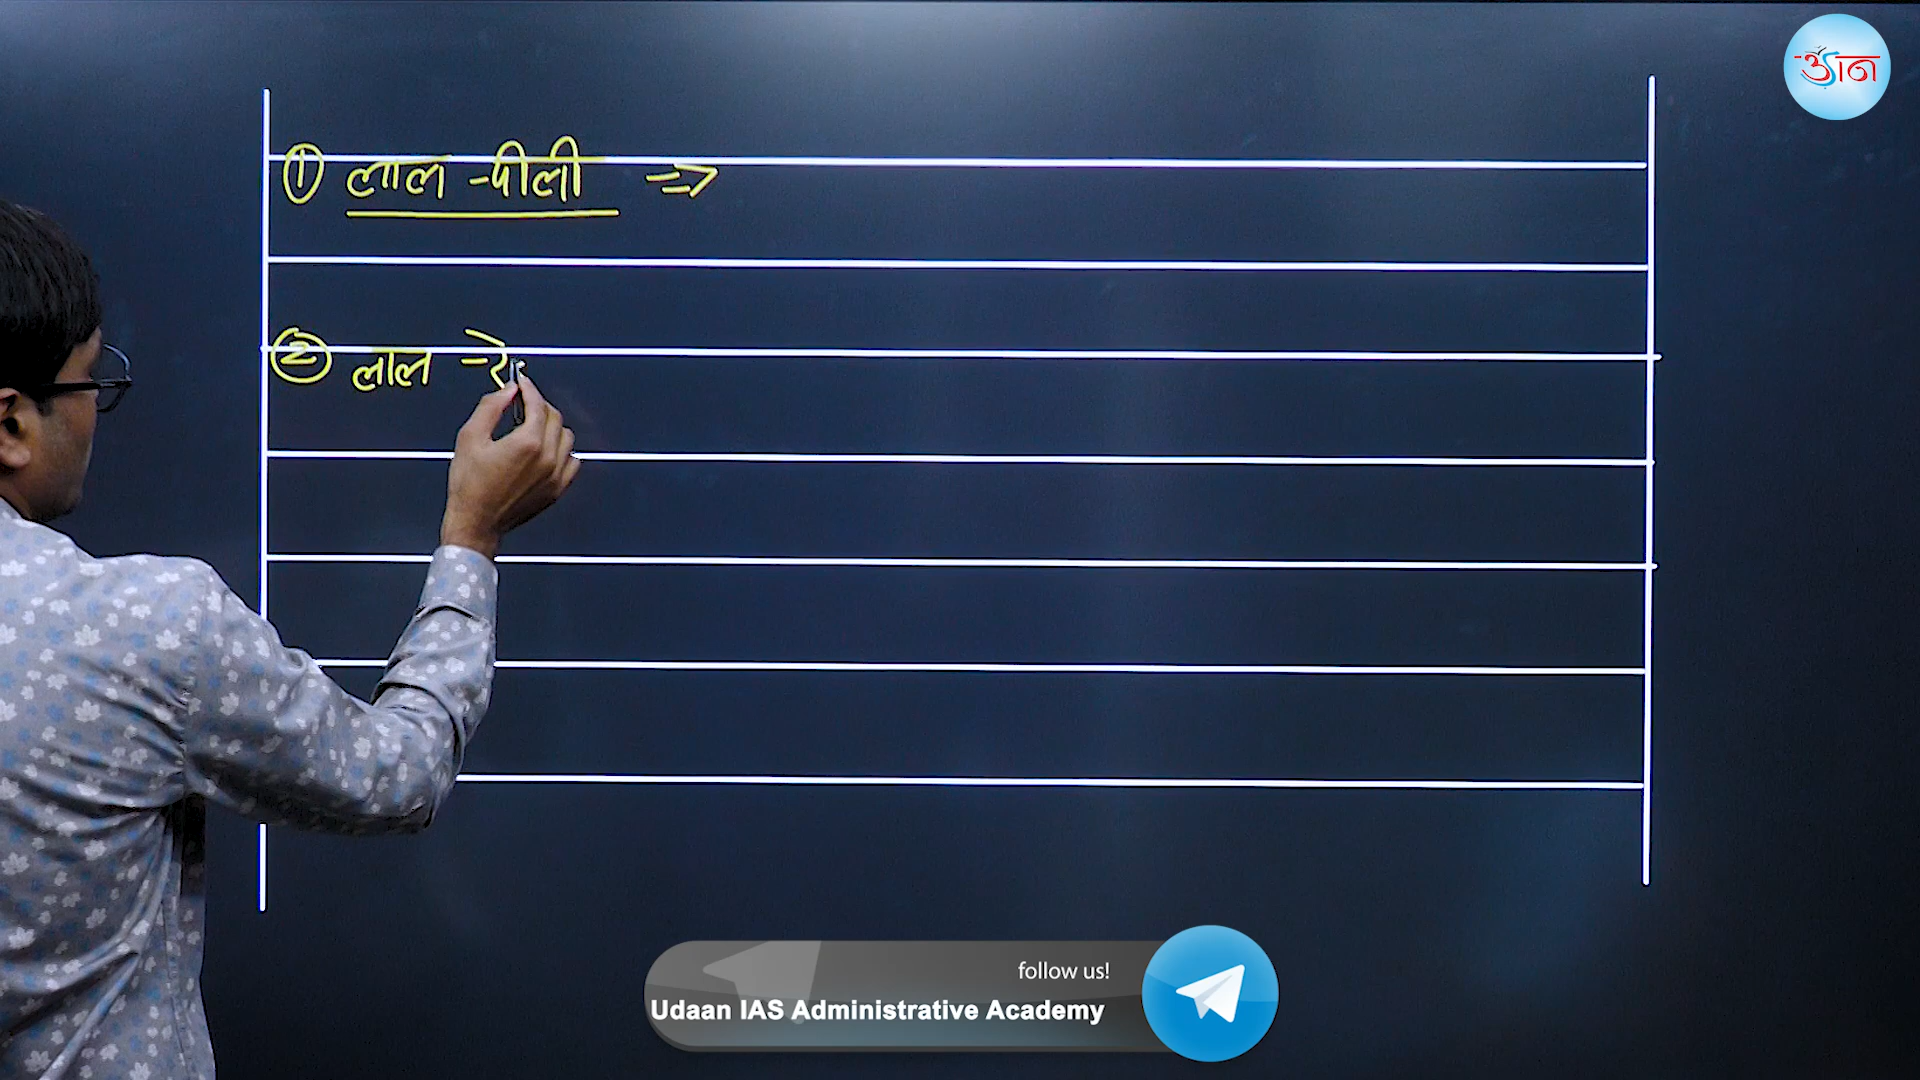 उड़ान
① लाल -पीली =>
② लाल -रे
follow us!
Udaan IAS Administrative Academy